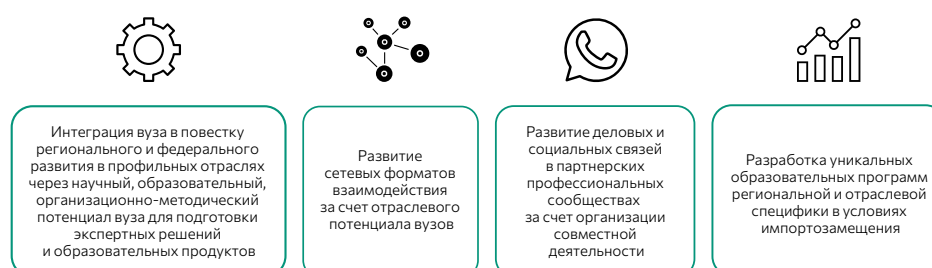 Интеграция вуза в повестку
регионального и федерального
развития в профильных отраслях
через научный, образовательный,
организационно-методический
потенциал вуза для подготовки
экспертных решений
и образовательных продуктов
Развитие
сетевых форматов
взаимодействия
за счет отраслевого
потенциала вузов
Развитие деловых и
социальных связей
в партнерских
профессиональных
сообществах
за счет организации
совместной
деятельности
Разработка уникальных
образовательных программ
региональной и отраслевой
специфики в условиях
импортозамещения